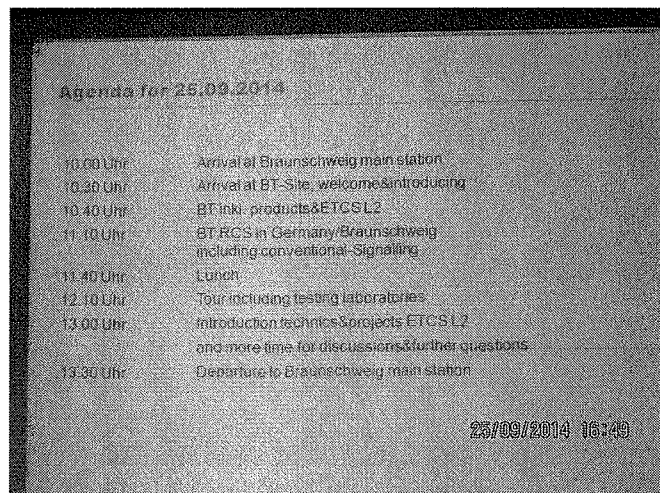 Agenda for 25.09.2014
10.00 Uhr Arrival at Braunschweig main station
10.30 Uhr Arrival at BT-Site, welcome&introducing
10.40 Uhr BT inkl. products&ETCS L2
11.10 Uhr BT RCS in Germany/Braunschweig
including conventional-Signalling
11.40 Uhr Lunch
12.10 Uhr Tour including testing laboratories
13.00 Uhr Introduction technics&projects ETCS L2
and more time for discussions&further questions
13.30 Uhr Departure to Braunschweig main station
25/09/2014 16:49